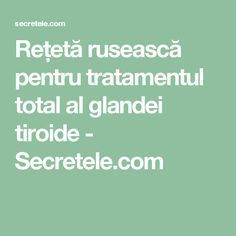 secretele.com
Rețetă rusească
pentru tratamentul
total al glandei
tiroide -
Secretele.com